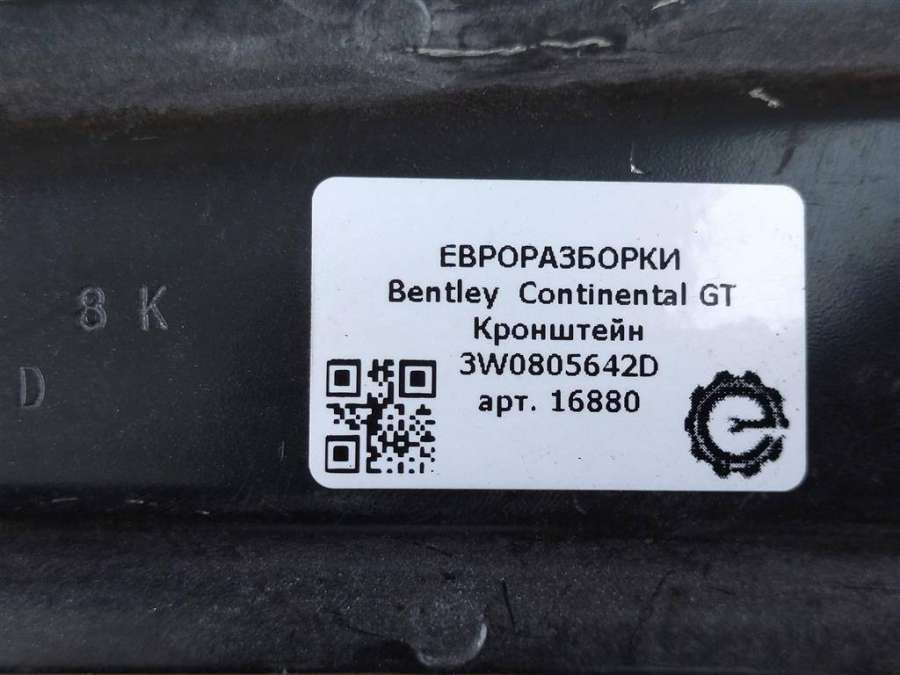 8 K
D
ЕВРОРАЗБОРКИ
Bentley Continental GT
Кронштейн
3W0805642D
арт. 16880